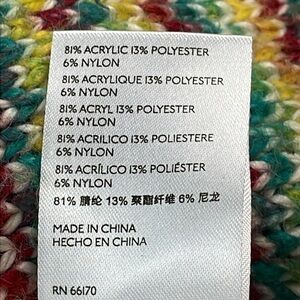 81% ACRYLIC 13% POLYESTER
6% NYLON
81% ACRYLIQUE 13% POLYESTER
6% NYLON
81% ACRYL 13% POLYESTER
6% NYLON
81% ACRILICO 13% POLIESTERE
6% NYLON
81% ACRÍLICO 13% POLIÉSTER
6% NYLON
81% 腈纶 13% 聚酯纤维 6% 尼龙
MADE IN CHINA
HECHO EN CHINA
RN 66170